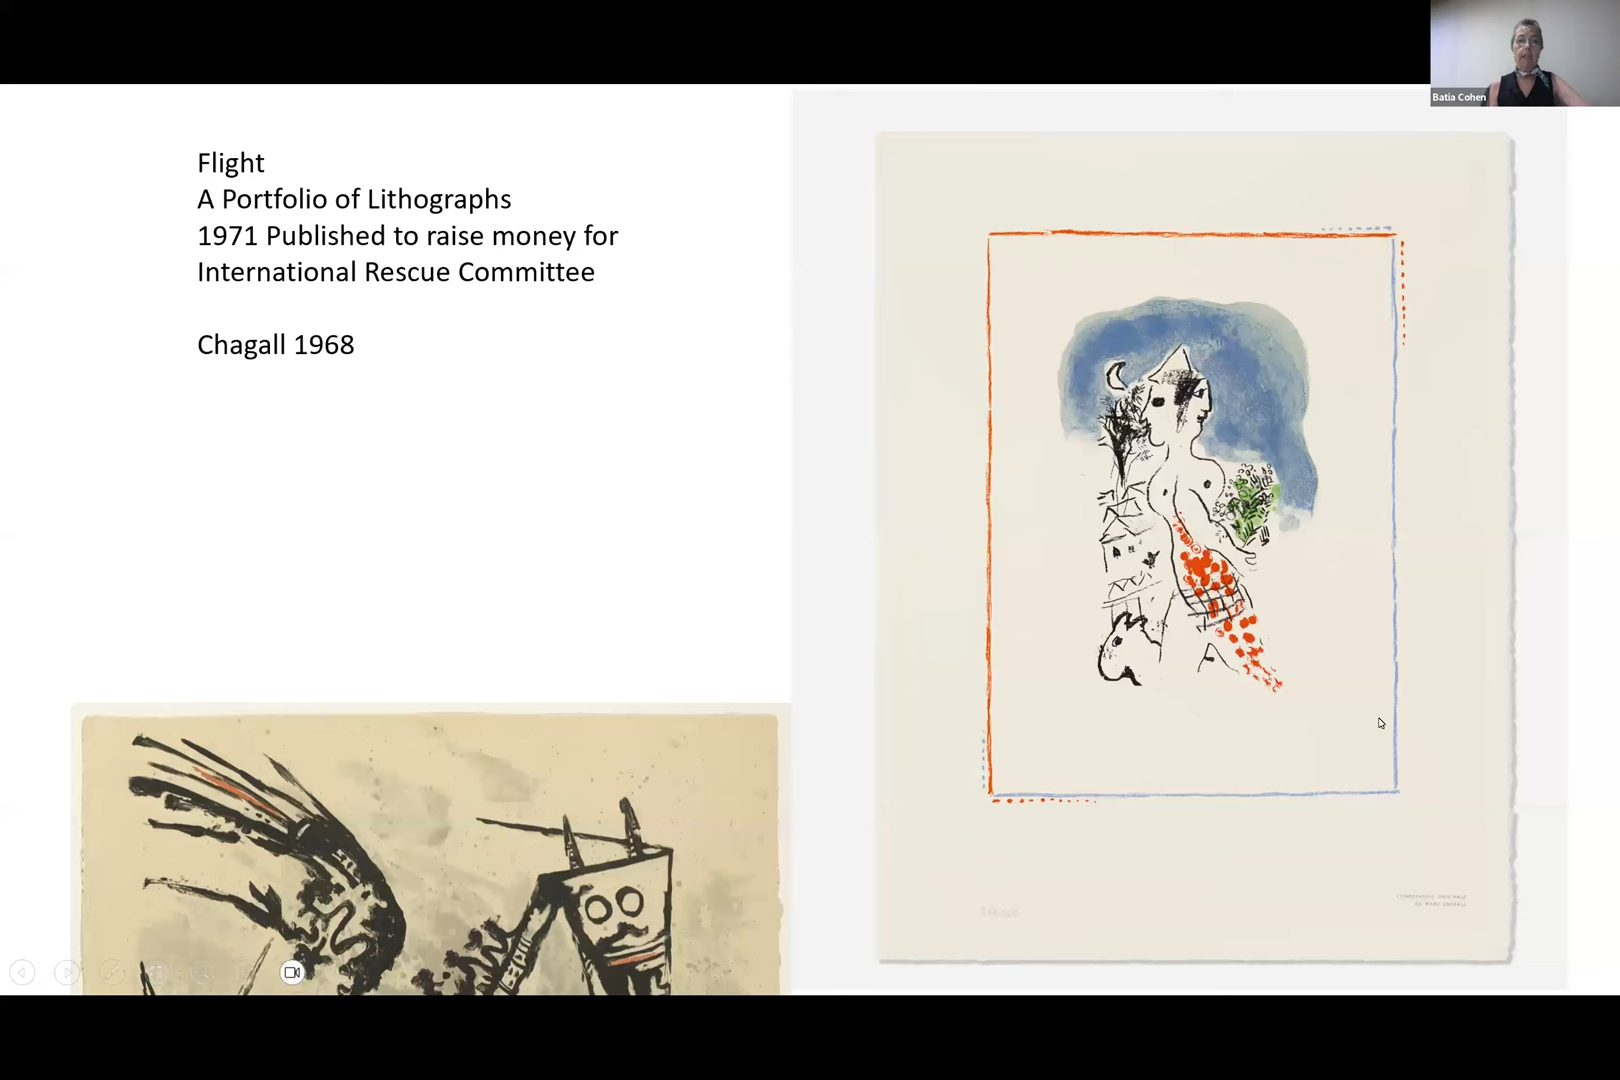 Batia Cohen
Flight
A Portfolio of Lithographs
1971 Published to raise money for
International Rescue Committee
Chagall 1968